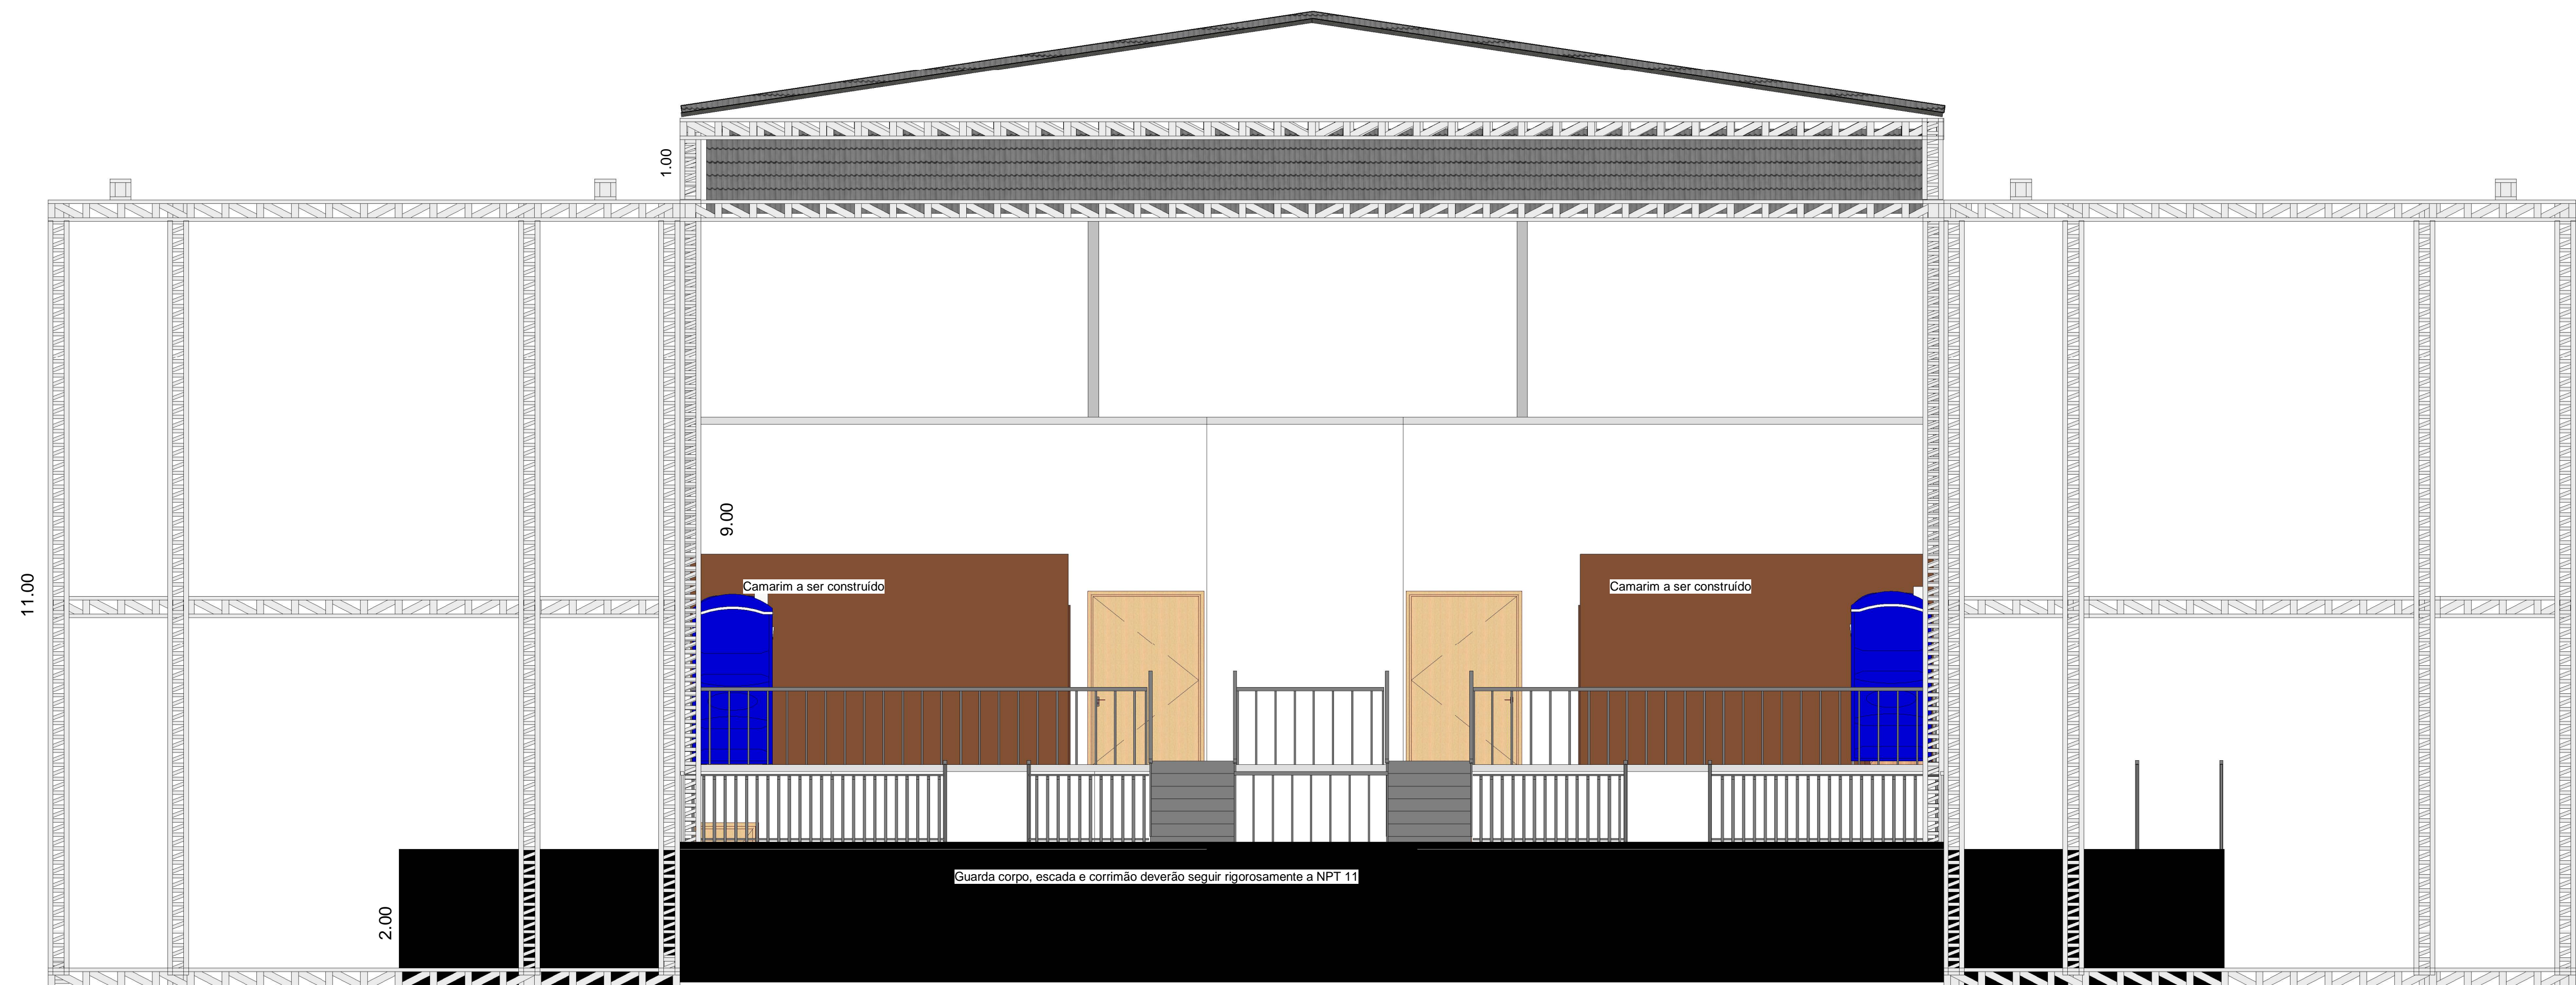 1.00
9.00
Camarim a ser construído
Camarim a ser construído
11.00
Guarda corpo, escada e corrimão deverão seguir rigorosamente a NPT 11
2.00